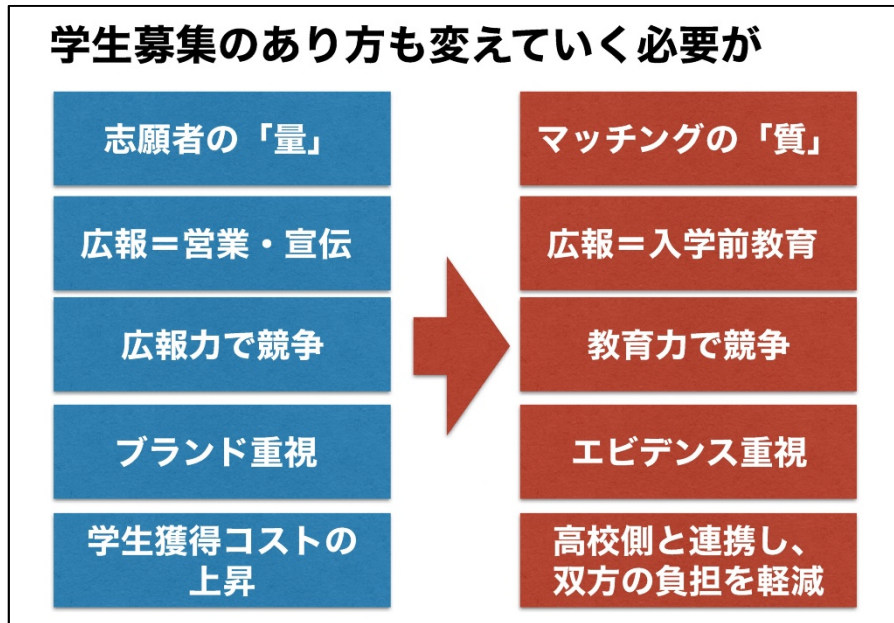 学生募集のあり方も変えていく必要が
志願者の「量」
広報＝営業・宣伝
広報力で競争
ブランド重視
学生獲得コストの
上昇
マッチングの「質」
広報＝入学前教育
教育力で競争
エビデンス重視
高校側と連携し、
双方の負担を軽減